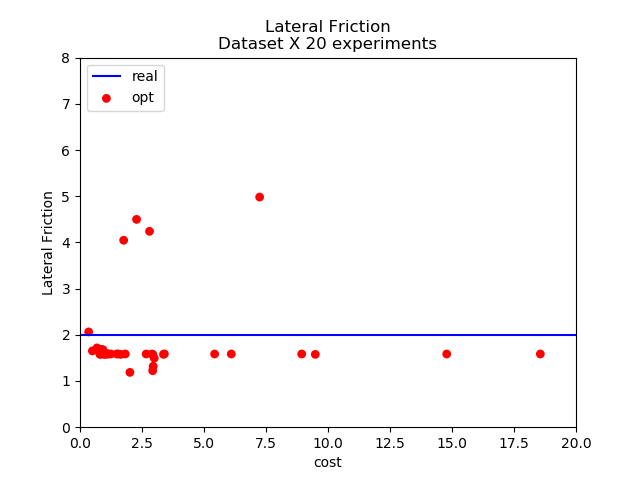 Lateral Friction
Dataset X 20 experiments
8
real
opt
7
6
5
4
3
2
1
0
Lateral Friction
0.0 2.5 5.0 7.5 10.0 12.5 15.0 17.5 20.0
cost